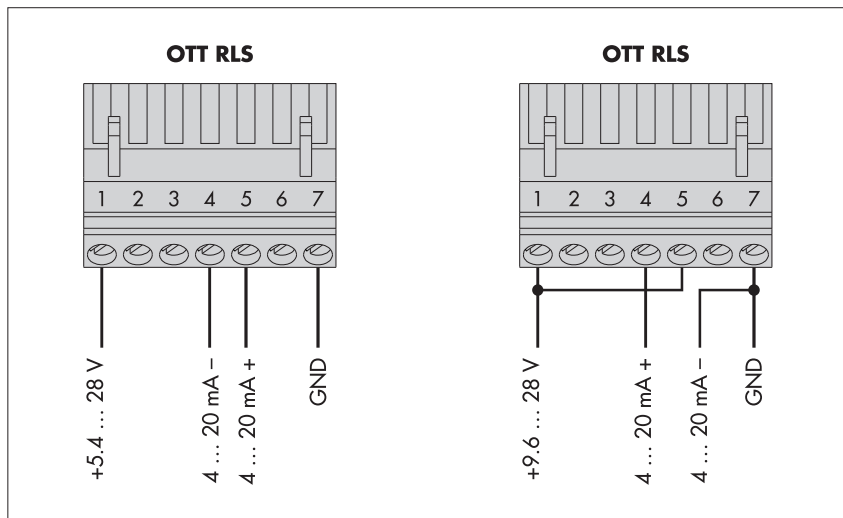 OTT RLS
1 2 3 4 5 6 7
+5.4 … 28 V
4 … 20 mA –
4 … 20 mA +
GND
OTT RLS
1 2 3 4 5 6 7
+9.6 … 28 V
4 … 20 mA +
4 … 20 mA –
GND